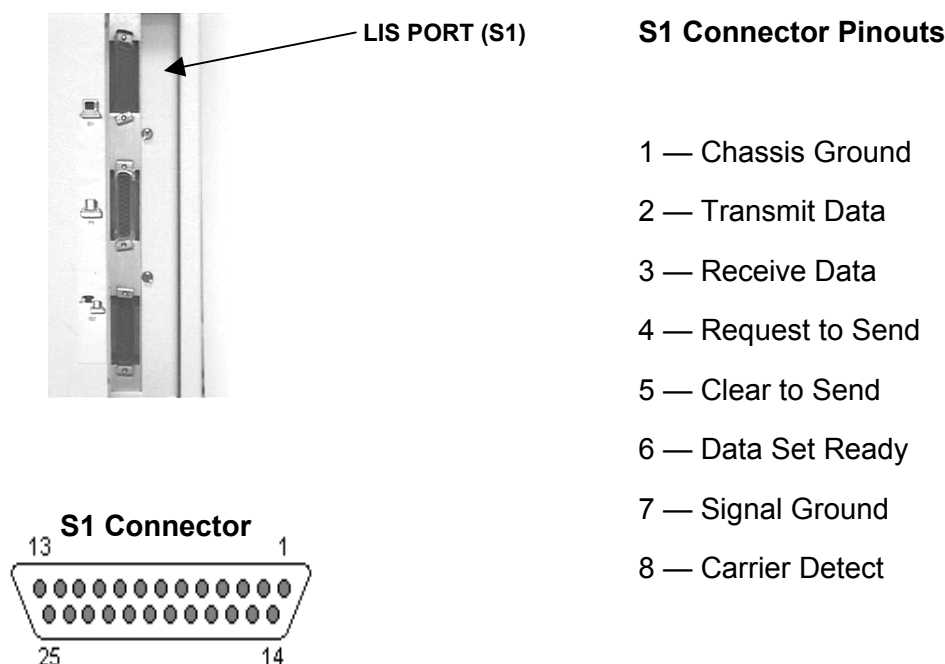 LIS PORT (S1)
S1 Connector Pinouts
1 — Chassis Ground
2 — Transmit Data
3 — Receive Data
4 — Request to Send
5 — Clear to Send
6 — Data Set Ready
7 — Signal Ground
8 — Carrier Detect
S1 Connector
13 1
25 14